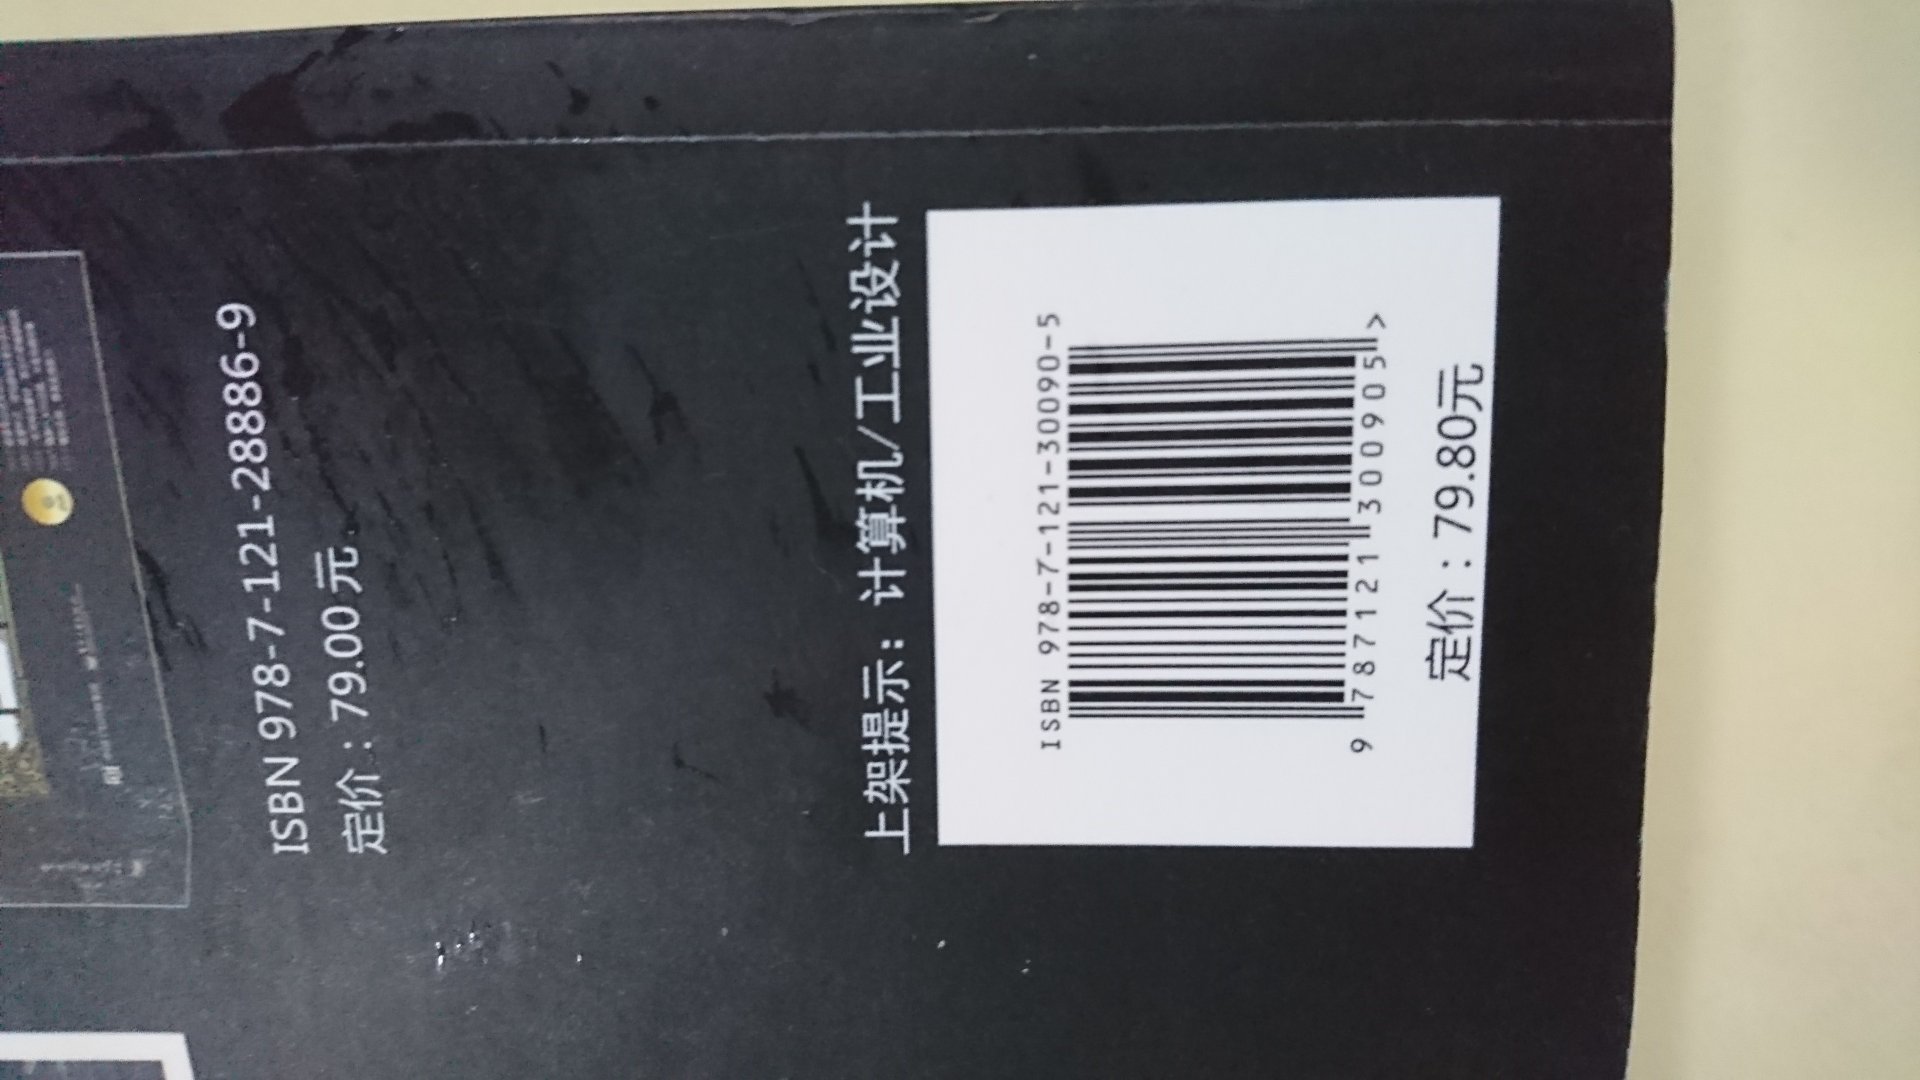 ISBN 978-7-121-28886-9
定价：79.00元
上架提示：计算机/工业设计
ISBN 978-7-121-30090-5
9 787121 300905 >
定价：79.80元